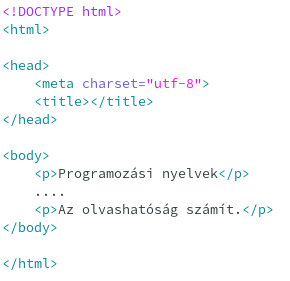 <!DOCTYPE html>
<html>
<head>
<meta charset="utf-8">
<title></title>
</head>
<body>
<p>Programozási nyelvek</p>
....
<p>Az olvashatóság számít.</p>
</body>
</html>